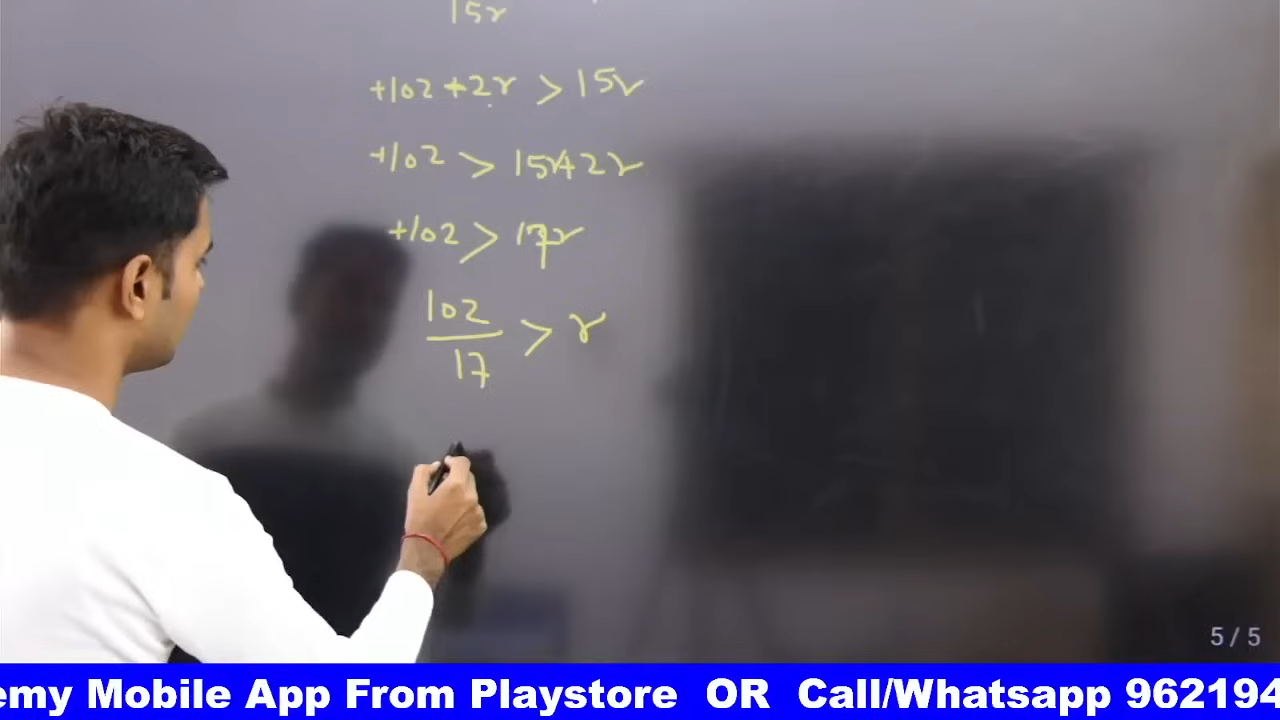 15r
+102 + 2r > 15r
+102 > 15r + 2r
+102 > 17r
102
17
> r
5 / 5
emy Mobile App From Playstore OR Call/Whatsapp 962194